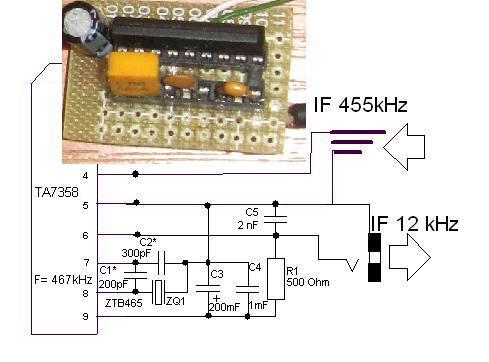 IF 455kHz
4
TA7358
5
C5
2 nF
IF 12 kHz
6
C2*
300pF
7
C1*
200pF
F= 467kHz
8
ZTB465
ZQ1
C3
+
200mF
C4
1mF
R1
500 Ohm
9